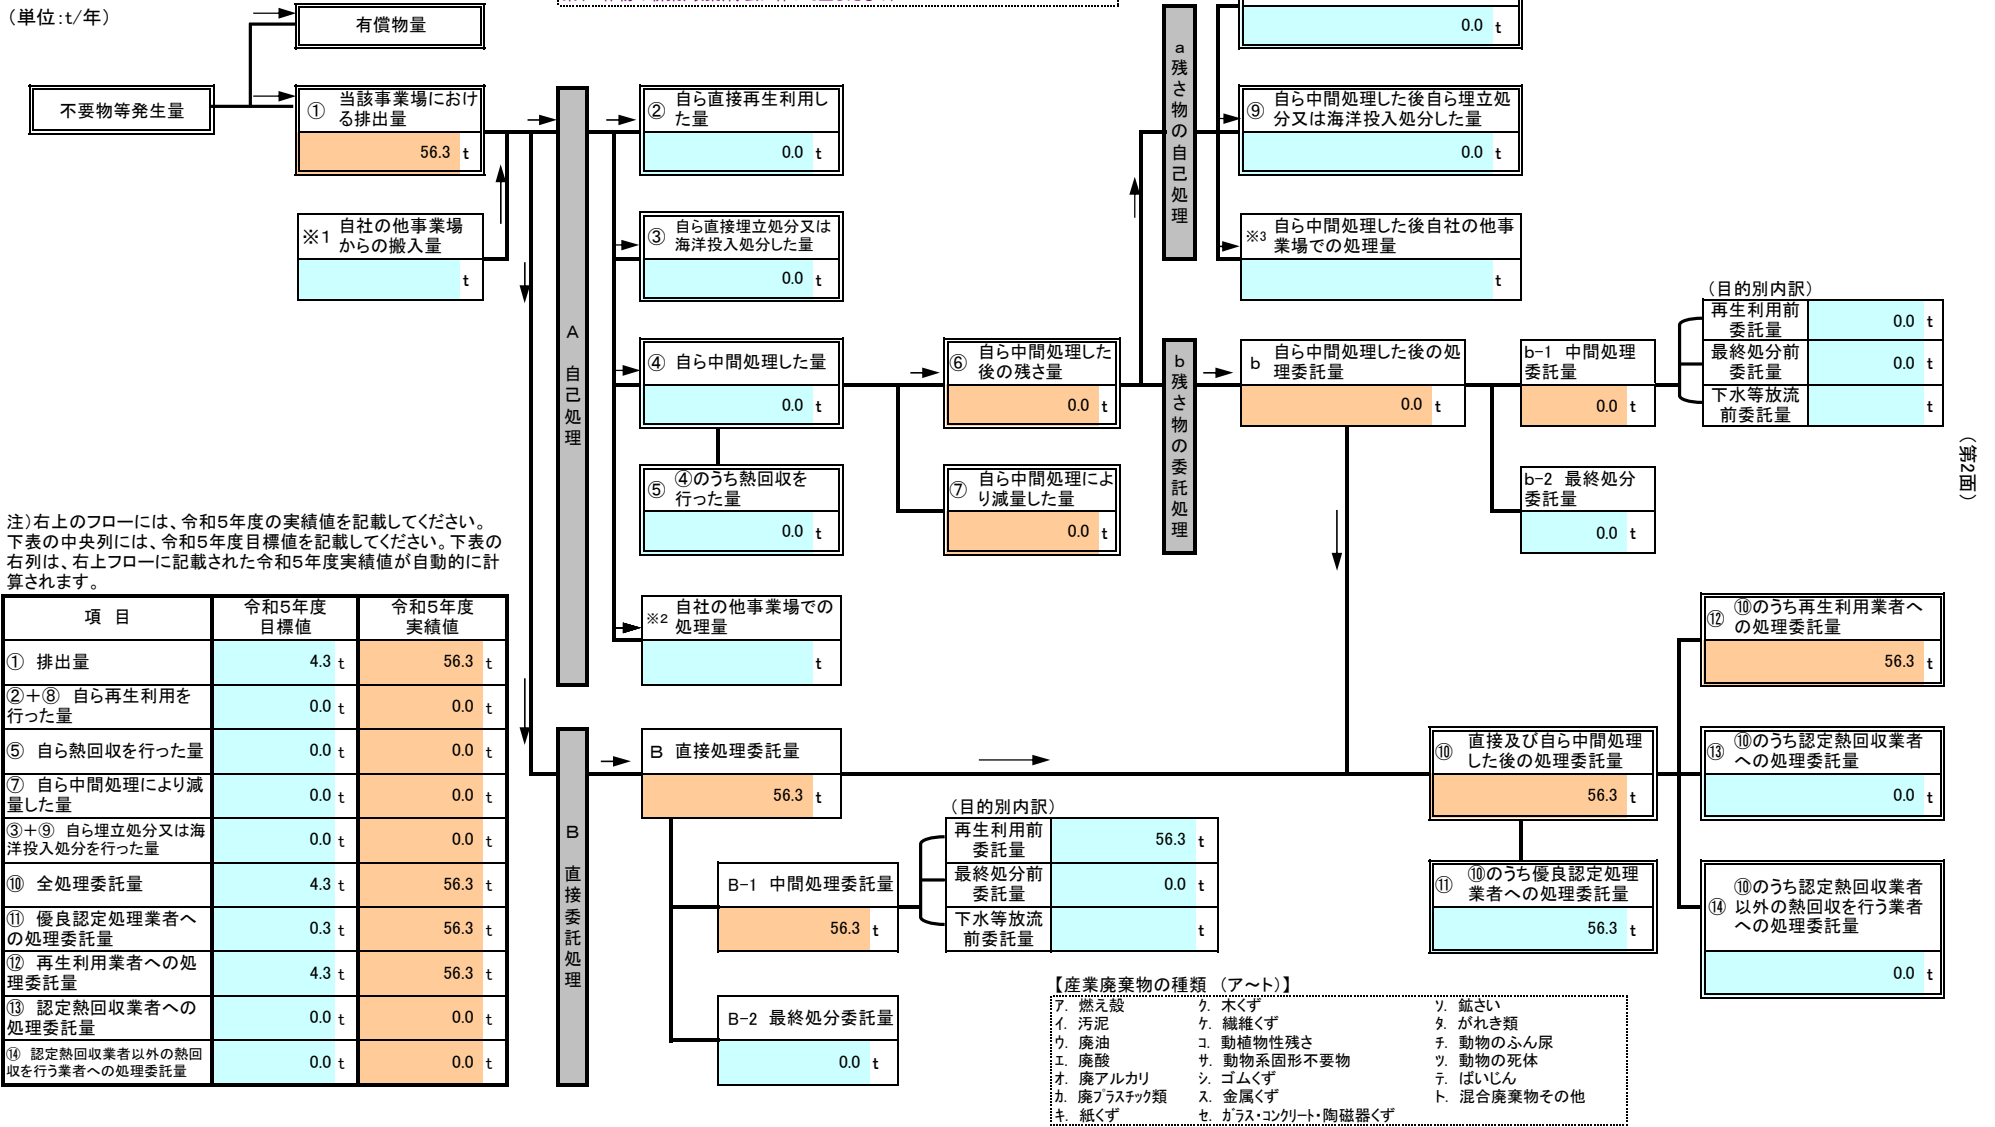 （単位:t/年）
有償物量
不要物等発生量
①
当該事業場におけ
る排出量
56.3 t
※1
自社の他事業場
からの搬入量
t
A 自己処理
②
自ら直接再生利用し
た量
0.0 t
③
自ら直接埋立処分又は
海洋投入処分した量
0.0 t
④ 自ら中間処理した量
0.0 t
⑤
④のうち熱回収を
行った量
0.0 t
※2
自社の他事業場での
処理量
t
⑥
自ら中間処理した
後の残さ量
0.0 t
⑦
自ら中間処理によ
り減量した量
0.0 t
a残さ物の自己処理
0.0 t
⑨
自ら中間処理した後自ら埋立処
分又は海洋投入処分した量
0.0 t
※3
自ら中間処理した後自社の他事
業場での処理量
t
b残さ物の委託処理
b
自ら中間処理した後の処
理委託量
0.0 t
b-1 中間処理
委託量
0.0 t
b-2 最終処分
委託量
0.0 t
（目的別内訳）
再生利用前
委託量
0.0 t
最終処分前
委託量
0.0 t
下水等放流
前委託量
t
（第2面）
注）右上のフローには、令和5年度の実績値を記載してください。
下表の中央列には、令和5年度目標値を記載してください。下表の
右列は、右上フローに記載された令和5年度実績値が自動的に計
算されます。
項 目
令和5年度
目標値
令和5年度
実績値
① 排出量
4.3 t
56.3 t
②+⑧ 自ら再生利用を
行った量
0.0 t
0.0 t
⑤ 自ら熱回収を行った量
0.0 t
0.0 t
⑦ 自ら中間処理により減
量した量
0.0 t
0.0 t
③+⑨ 自ら埋立処分又は海
洋投入処分を行った量
0.0 t
0.0 t
⑩ 全処理委託量
4.3 t
56.3 t
⑪ 優良認定処理業者へ
の処理委託量
0.3 t
56.3 t
⑫ 再生利用業者への処
理委託量
4.3 t
56.3 t
⑬ 認定熱回収業者への
処理委託量
0.0 t
0.0 t
⑭ 認定熱回収業者以外の熱回
収を行う業者への処理委託量
0.0 t
0.0 t
B 直接委託処理
B 直接処理委託量
56.3 t
B-1 中間処理委託量
56.3 t
B-2 最終処分委託量
0.0 t
（目的別内訳）
再生利用前
委託量
56.3 t
最終処分前
委託量
0.0 t
下水等放流
前委託量
t
⑩
直接及び自ら中間処理
した後の処理委託量
56.3 t
⑪
⑩のうち優良認定処理
業者への処理委託量
56.3 t
⑫
⑩のうち再生利用業者へ
の処理委託量
56.3 t
⑬
⑩のうち認定熱回収業者
への処理委託量
0.0 t
⑭
⑩のうち認定熱回収業者
以外の熱回収を行う業者
への処理委託量
0.0 t
【産業廃棄物の種類 （ア～ト）】
ｱ. 燃え殻
ｲ. 汚泥
ｳ. 廃油
ｴ. 廃酸
ｵ. 廃アルカリ
ｶ. 廃ﾌﾟﾗｽﾁｯｸ類
ｷ. 紙くず
ｸ. 木くず
ｹ. 繊維くず
ｺ. 動植物性残さ
ｻ. 動物系固形不要物
ｼ. ゴムくず
ｽ. 金属くず
ｾ. ｶﾞﾗｽ･ｺﾝｸﾘｰﾄ･陶磁器くず
ｿ. 鉱さい
ﾀ. がれき類
ﾁ. 動物のふん尿
ﾂ. 動物の死体
ﾃ. ばいじん
ﾄ. 混合廃棄物その他